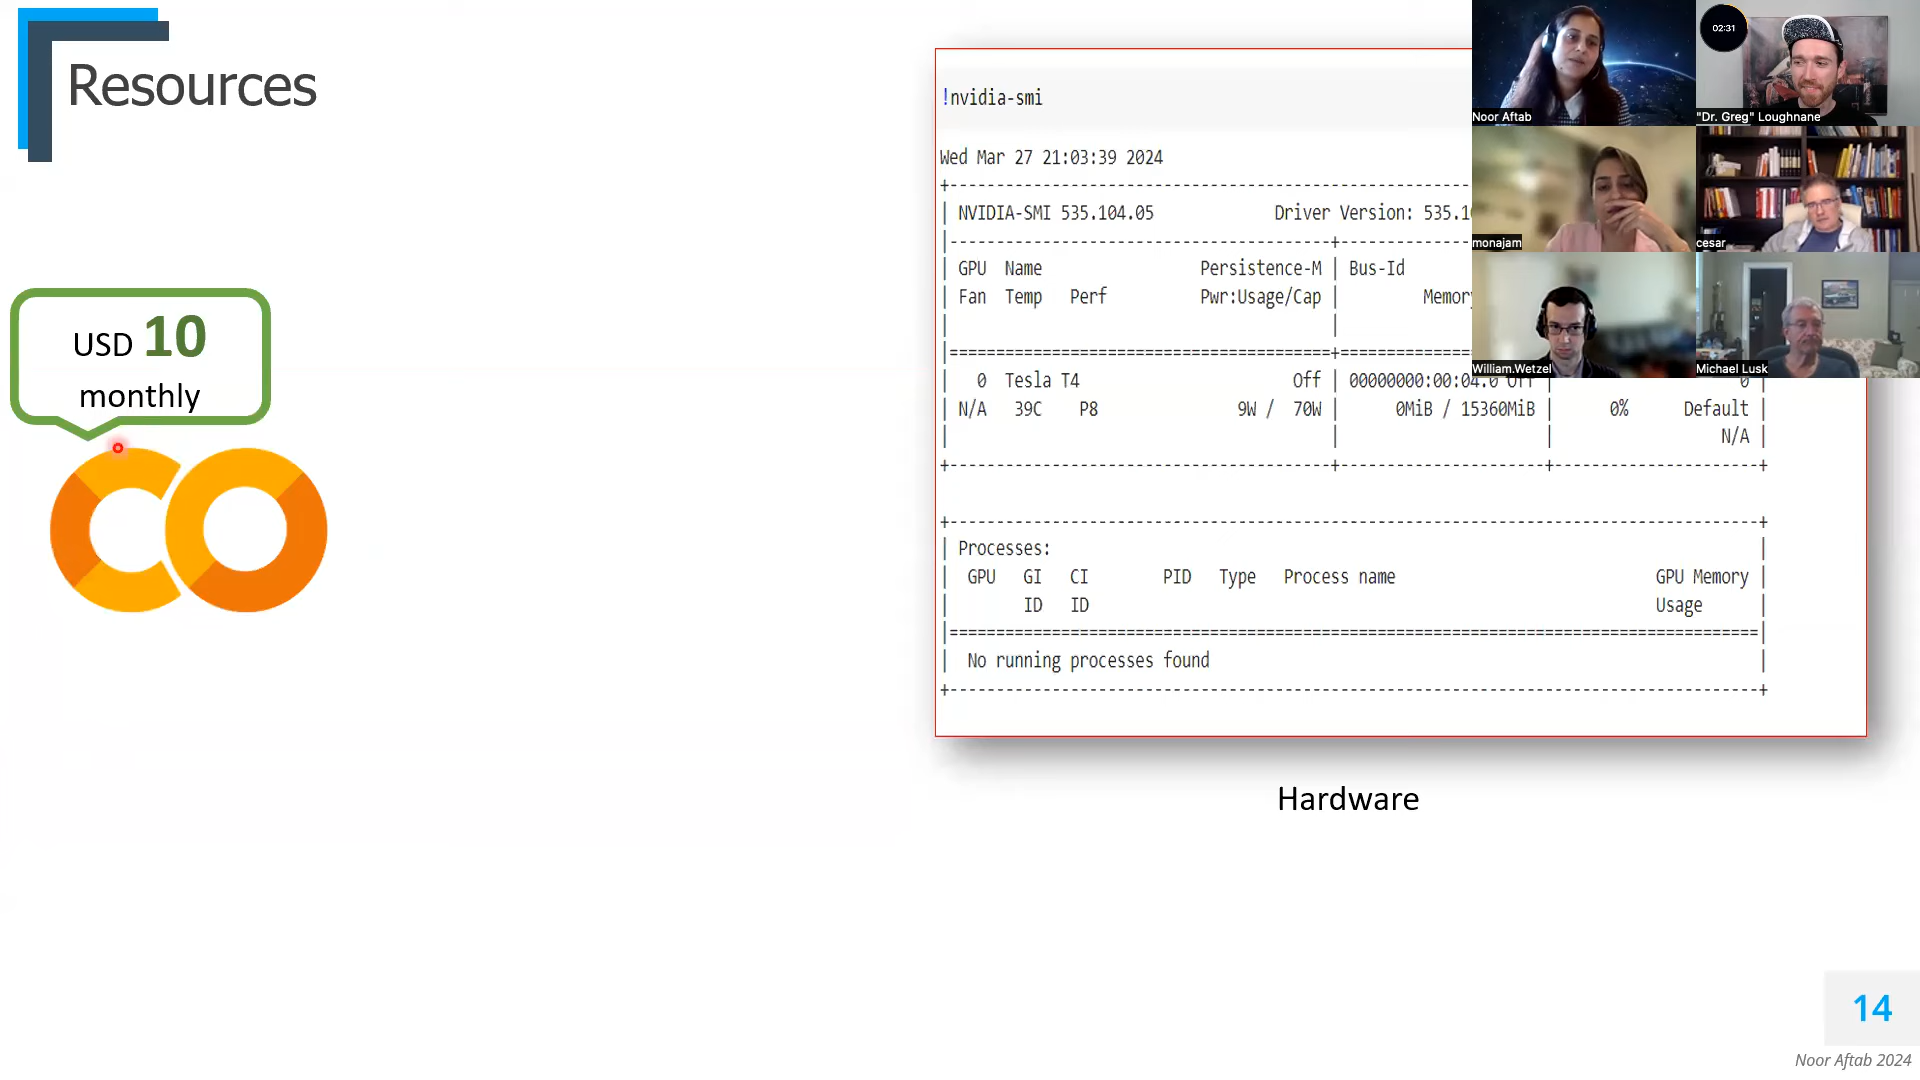 Resources
USD 10
monthly
!nvidia-smi
Wed Mar 27 21:03:39 2024
NVIDIA-SMI 535.104.05 Driver Version: 535.10
GPU Name Persistence-M | Bus-Id
Fan Temp Perf Pwr:Usage/Cap | Memory
0 Tesla T4 Off | 00000000:00:04.0 Off | 0 |
N/A 39C P8 9W / 70W | 0MiB / 15360MiB | 0% Default |
N/A |
Processes:
GPU GI CI PID Type Process name GPU Memory |
ID ID Usage |
No running processes found
Hardware
02:31
Noor Aftab
"Dr. Greg" Loughnane
monajam
cesar
William.Wetzel
Michael Lusk
14
Noor Aftab 2024